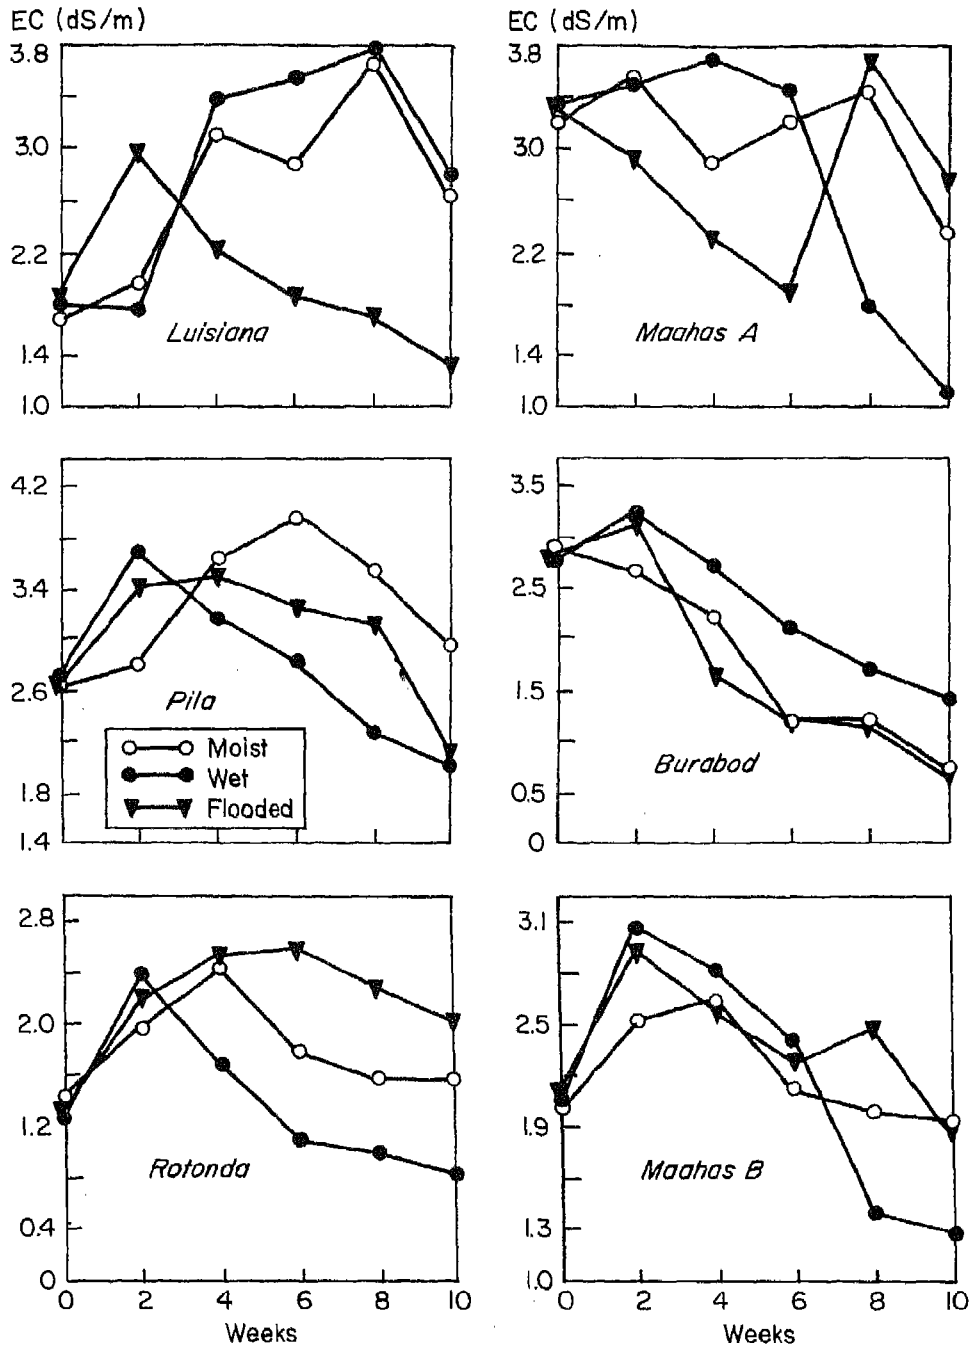 EC (dS/m)
3.8
3.0
2.2
1.4
1.0
Luisiana
EC (dS/m)
3.8
3.0
2.2
1.4
1.0
Maahas A
4.2
3.4
2.6
1.8
1.4
Pila
Moist
Wet
Flooded
3.5
2.5
1.5
0.5
0
Burabod
2.8
2.0
1.2
0.4
0
Rotonda
0 2 4 6 8 10
Weeks
3.1
2.5
1.9
1.3
1.0
Maahas B
0 2 4 6 8 10
Weeks